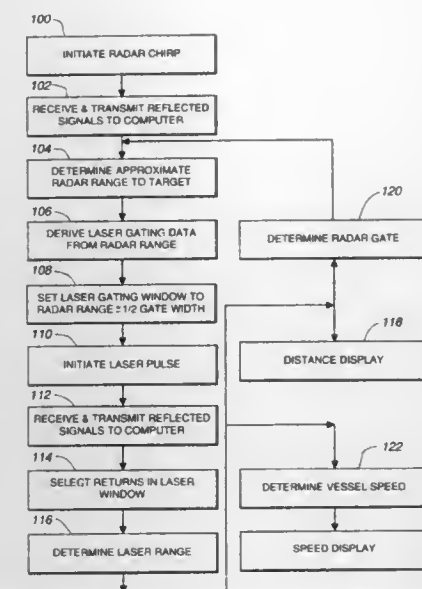 100
INITIATE RADAR CHIRP
102
RECEIVE & TRANSMIT REFLECTED
SIGNALS TO COMPUTER
104
DETERMINE APPROXIMATE
RADAR RANGE TO TARGET
106
DERIVE LASER GATING DATA
FROM RADAR RANGE
108
SET LASER GATING WINDOW TO
RADAR RANGE ±1/2 GATE WIDTH
110
INITIATE LASER PULSE
112
RECEIVE & TRANSMIT REFLECTED
SIGNALS TO COMPUTER
114
SELECT RETURNS IN LASER
WINDOW
116
DETERMINE LASER RANGE
120
DETERMINE RADAR GATE
118
DISTANCE DISPLAY
122
DETERMINE VESSEL SPEED
SPEED DISPLAY